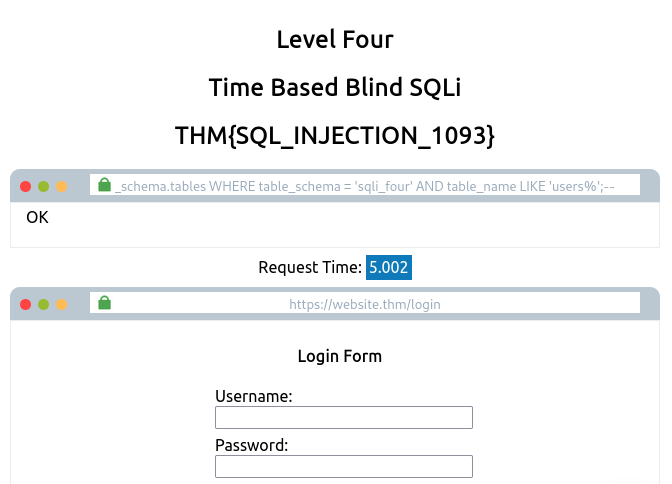 Level Four
Time Based Blind SQLi
THM{SQL_INJECTION_1093}
_schema.tables WHERE table_schema = 'sqli_four' AND table_name LIKE 'users%';--
OK
Request Time: 5.002
https://website.thm/login
Login Form
Username:
Password: